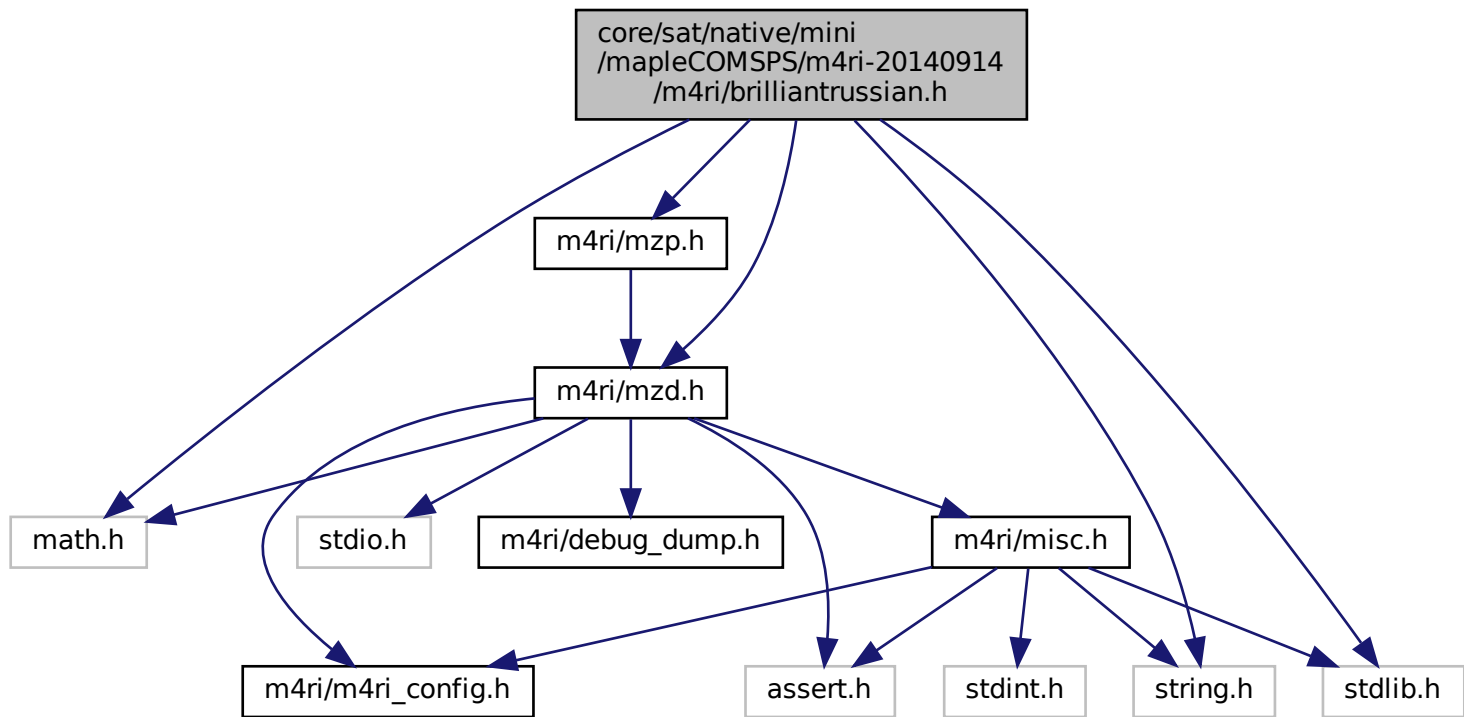 core/sat/native/mini
/mapleCOMSPS/m4ri-20140914
/m4ri/brilliantrussian.h
m4ri/mzp.h
m4ri/mzd.h
math.h
stdio.h
m4ri/debug_dump.h
m4ri/misc.h
m4ri/m4ri_config.h
assert.h
stdint.h
string.h
stdlib.h